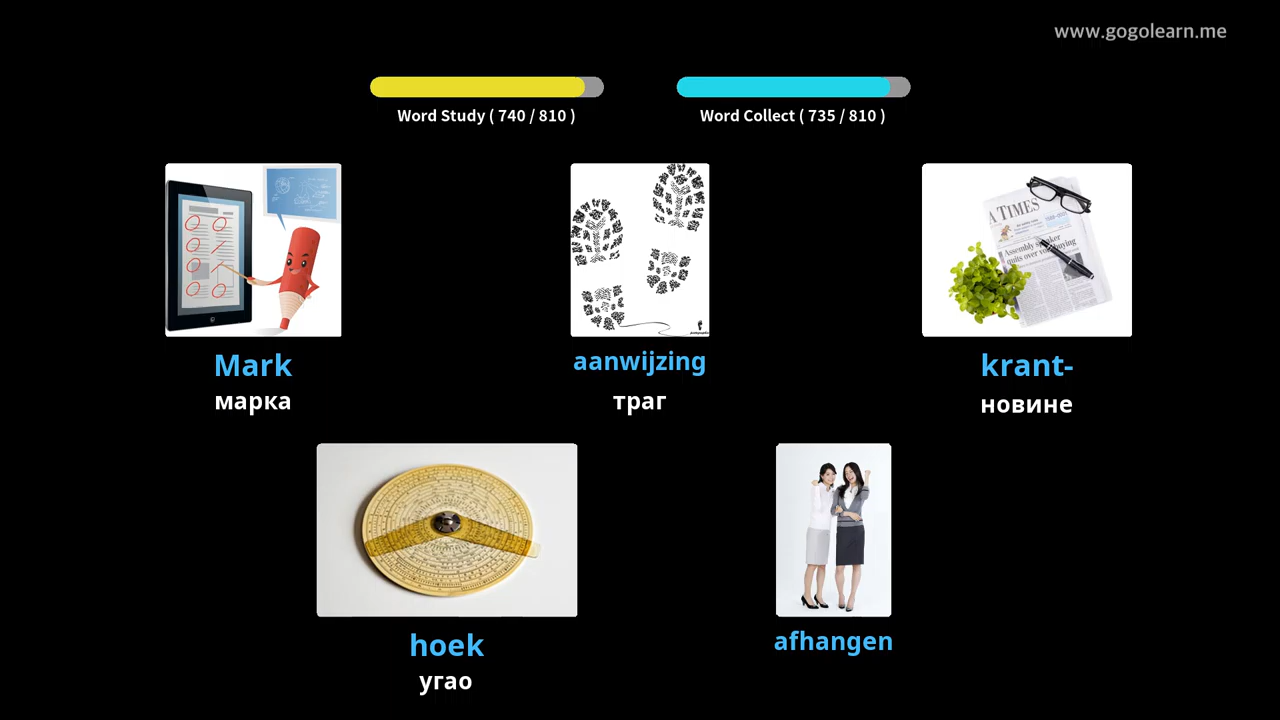 www.gogolearn.me
Word Study ( 740 / 810 )
Word Collect ( 735 / 810 )
A TIMES
Mark
марка
aanwijzing
траг
krant-
новине
hoek
угао
afhangen